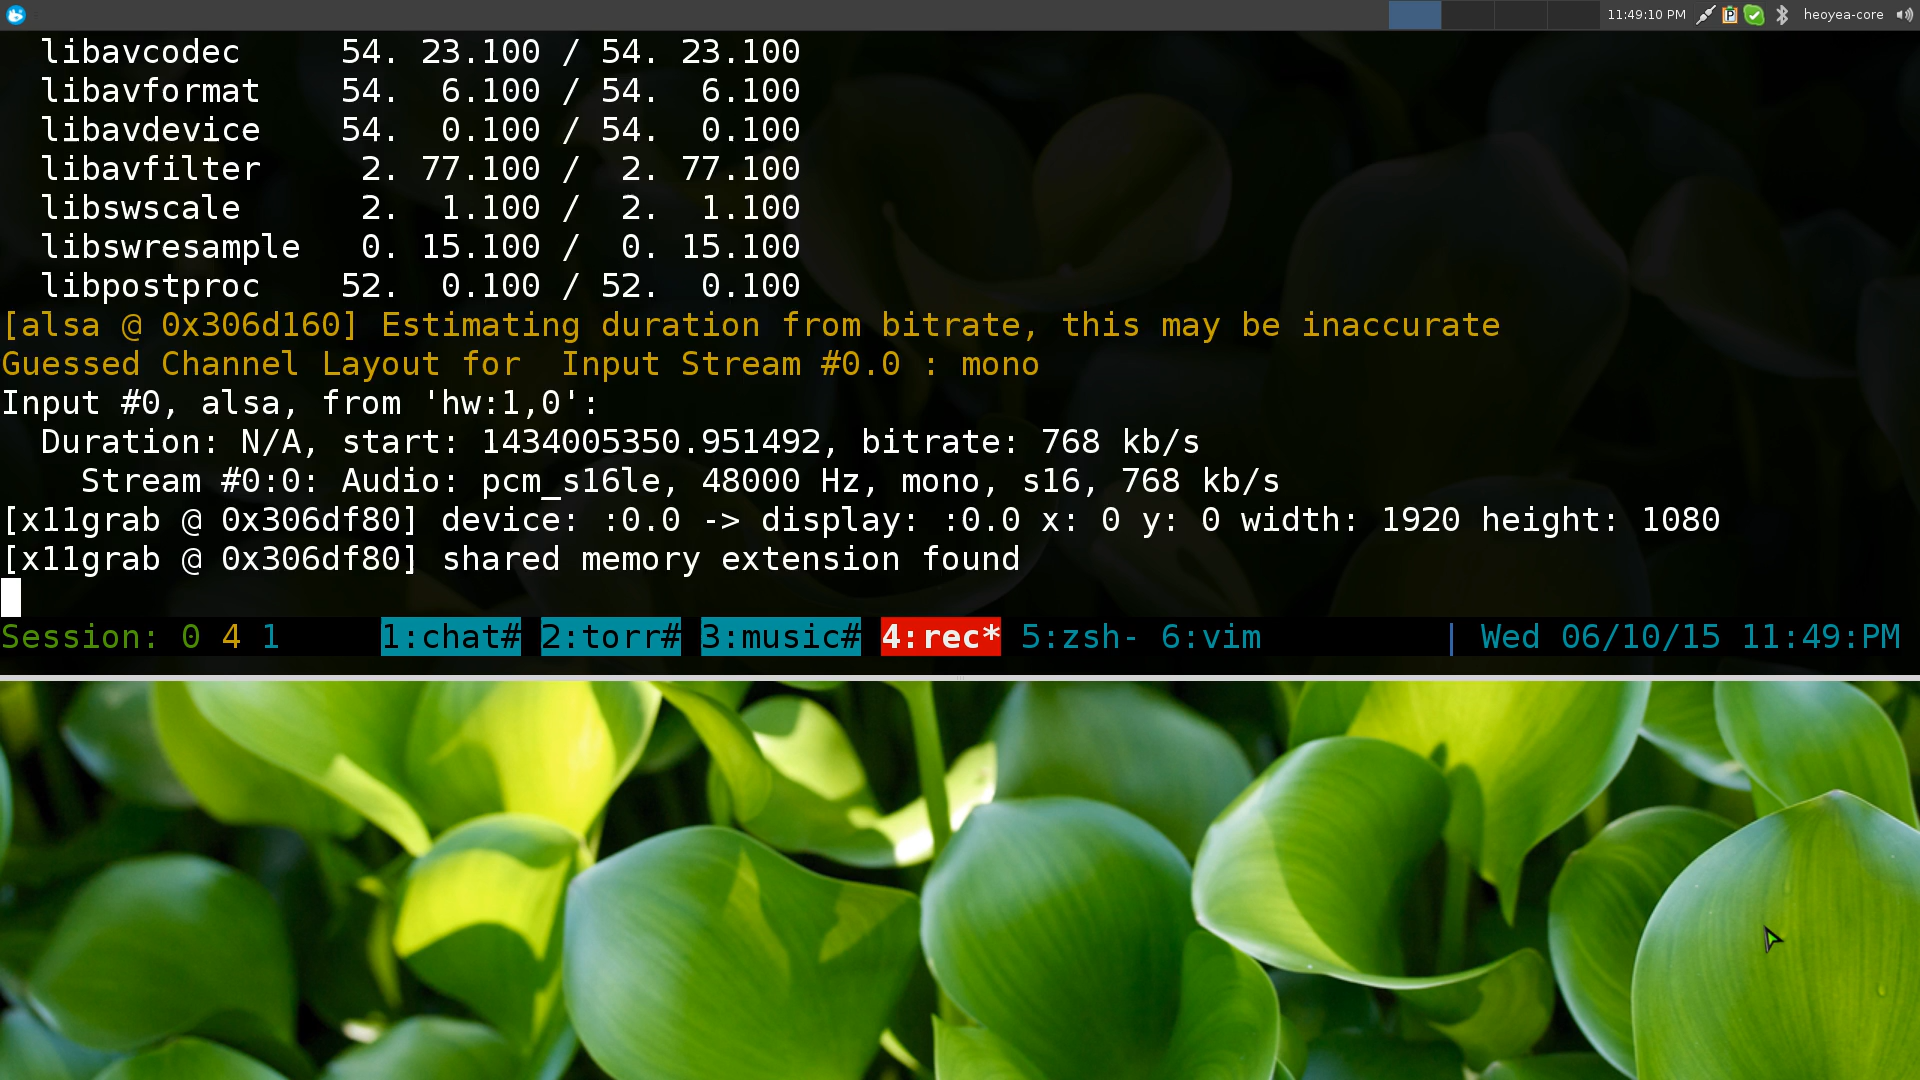 11:49:10 PM heoyea-core
libavcodec     54. 23.100 / 54. 23.100
libavformat    54.  6.100 / 54.  6.100
libavdevice    54.  0.100 / 54.  0.100
libavfilter     2. 77.100 /  2. 77.100
libswscale      2.  1.100 /  2.  1.100
libswresample   0. 15.100 /  0. 15.100
libpostproc    52.  0.100 / 52.  0.100
[alsa @ 0x306d160] Estimating duration from bitrate, this may be inaccurate
Guessed Channel Layout for  Input Stream #0.0 : mono
Input #0, alsa, from 'hw:1,0':
Duration: N/A, start: 1434005350.951492, bitrate: 768 kb/s
Stream #0:0: Audio: pcm_s16le, 48000 Hz, mono, s16, 768 kb/s
[x11grab @ 0x306df80] device: :0.0 -> display: :0.0 x: 0 y: 0 width: 1920 height: 1080
[x11grab @ 0x306df80] shared memory extension found
Session: 0 4 1     1:chat# 2:torr# 3:music# 4:rec* 5:zsh- 6:vim | Wed 06/10/15 11:49:PM